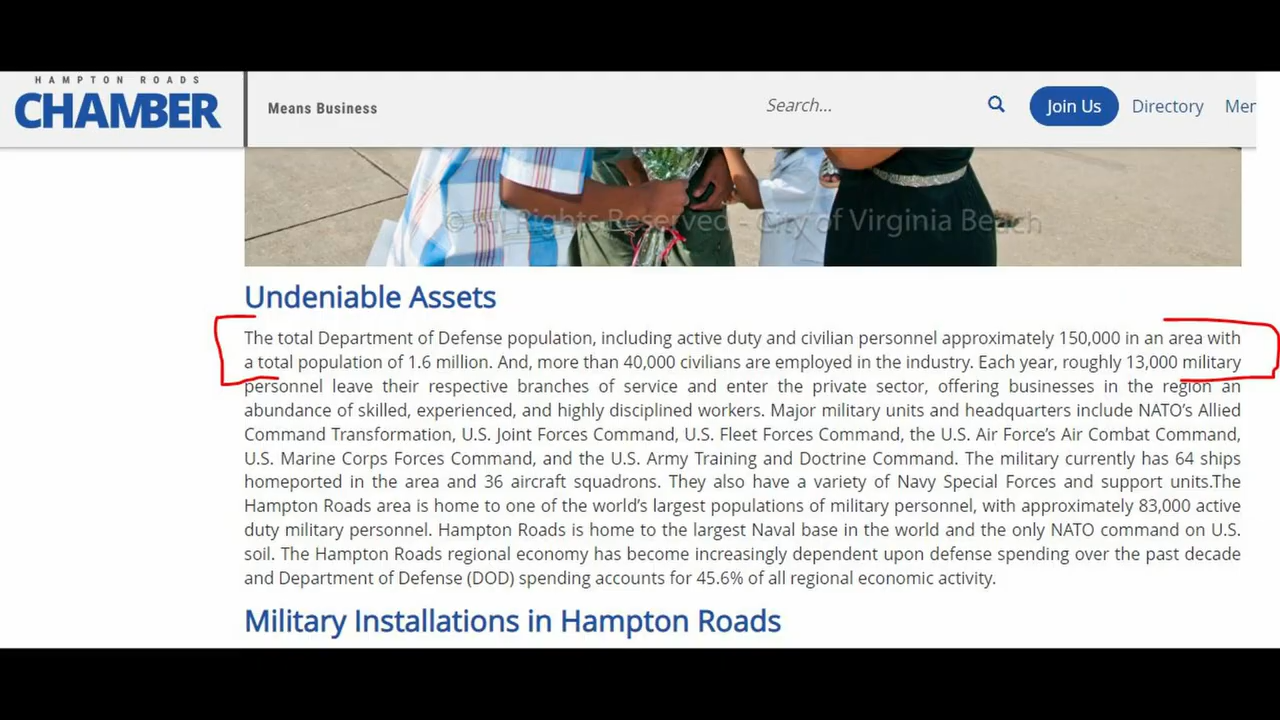 HAMPTON ROADS
CHAMBER
Means Business
Search...
Join Us
Directory
Mer
© All Rights Reserved - City of Virginia Beach
Undeniable Assets
The total Department of Defense population, including active duty and civilian personnel approximately 150,000 in an area with
a total population of 1.6 million. And, more than 40,000 civilians are employed in the industry. Each year, roughly 13,000 military
personnel leave their respective branches of service and enter the private sector, offering businesses in the region an
abundance of skilled, experienced, and highly disciplined workers. Major military units and headquarters include NATO's Allied
Command Transformation, U.S. Joint Forces Command, U.S. Fleet Forces Command, the U.S. Air Force's Air Combat Command,
U.S. Marine Corps Forces Command, and the U.S. Army Training and Doctrine Command. The military currently has 64 ships
homeported in the area and 36 aircraft squadrons. They also have a variety of Navy Special Forces and support units.The
Hampton Roads area is home to one of the world's largest populations of military personnel, with approximately 83,000 active
duty military personnel. Hampton Roads is home to the largest Naval base in the world and the only NATO command on U.S.
soil. The Hampton Roads regional economy has become increasingly dependent upon defense spending over the past decade
and Department of Defense (DOD) spending accounts for 45.6% of all regional economic activity.
Military Installations in Hampton Roads